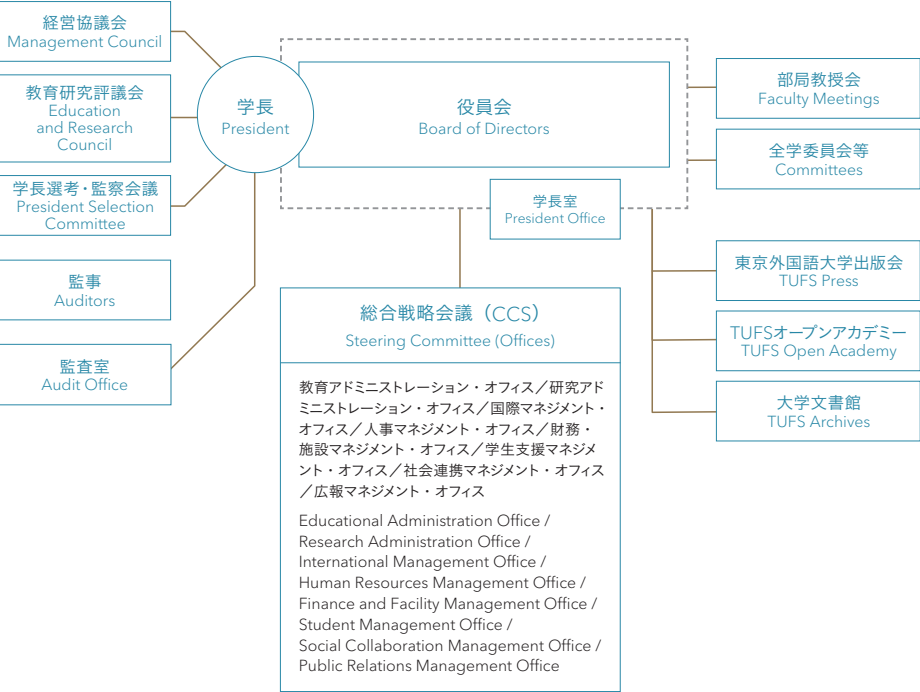 経営協議会
Management Council
教育研究評議会
Education
and Research
Council
学長選考・監察会議
President Selection
Committee
監事
Auditors
監査室
Audit Office
学長
President
役員会
Board of Directors
学長室
President Office
総合戦略会議（CCS）
Steering Committee (Offices)
教育アドミニストレーション・オフィス／研究アド
ミニストレーション・オフィス／国際マネジメント・
オフィス／人事マネジメント・オフィス／財務・
施設マネジメント・オフィス／学生支援マネジメ
ント・オフィス／社会連携マネジメント・オフィス
／広報マネジメント・オフィス
Educational Administration Office /
Research Administration Office /
International Management Office /
Human Resources Management Office /
Finance and Facility Management Office /
Student Management Office /
Social Collaboration Management Office /
Public Relations Management Office
部局教授会
Faculty Meetings
全学委員会等
Committees
東京外国語大学出版会
TUFS Press
TUFSオープンアカデミー
TUFS Open Academy
大学文書館
TUFS Archives